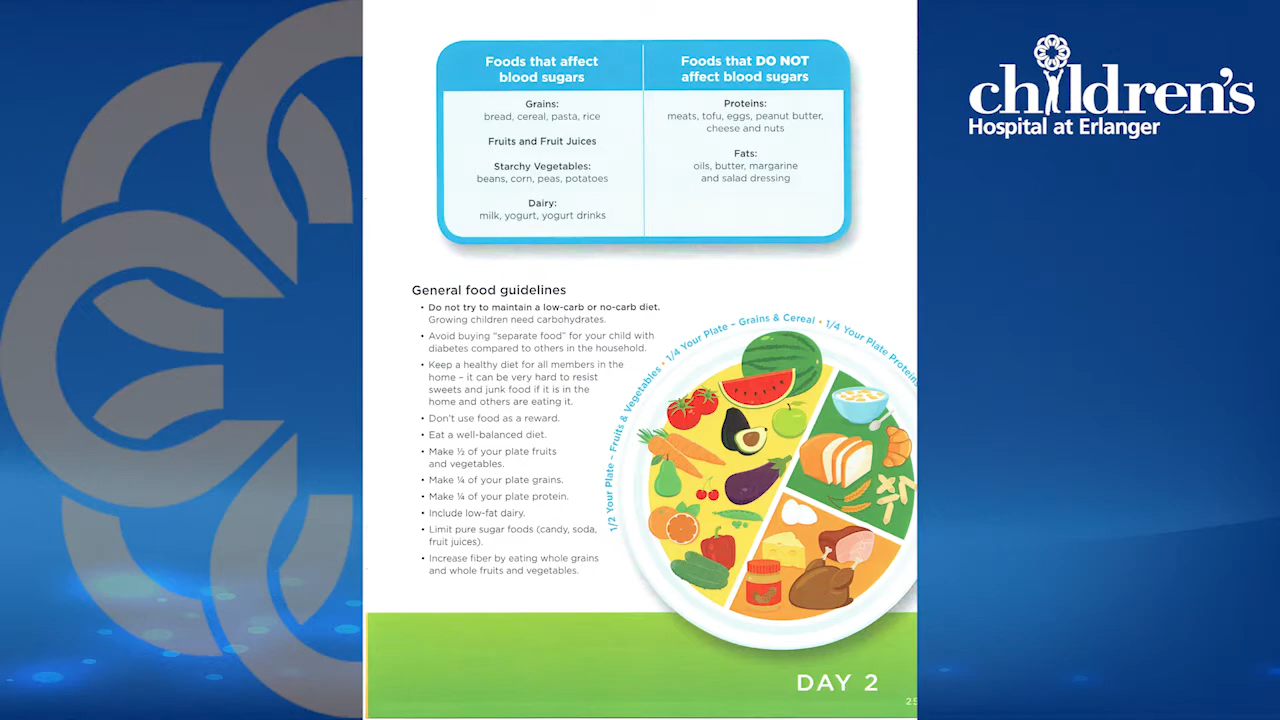 Foods that affect
blood sugars
Foods that DO NOT
affect blood sugars
Grains:
bread, cereal, pasta, rice
Fruits and Fruit Juices
Starchy Vegetables:
beans, corn, peas, potatoes
Dairy:
milk, yogurt, yogurt drinks
Proteins:
meats, tofu, eggs, peanut butter,
cheese and nuts
Fats:
oils, butter, margarine
and salad dressing
General food guidelines
• Do not try to maintain a low-carb or no-carb diet.
Growing children need carbohydrates.
• Avoid buying “separate food” for your child with
diabetes compared to others in the household.
• Keep a healthy diet for all members in the
home – it can be very hard to resist
sweets and junk food if it is in the
home and others are eating it.
• Don’t use food as a reward.
• Eat a well-balanced diet.
• Make ½ of your plate fruits
and vegetables.
• Make ¼ of your plate grains.
• Make ¼ of your plate protein.
• Include low-fat dairy.
• Limit pure sugar foods (candy, soda,
fruit juices).
• Increase fiber by eating whole grains
and whole fruits and vegetables.
1/2 Your Plate – Fruits & Vegetables • 1/4 Your Plate – Grains & Cereal • 1/4 Your Plate Protein
DAY 2
25
children's
Hospital at Erlanger